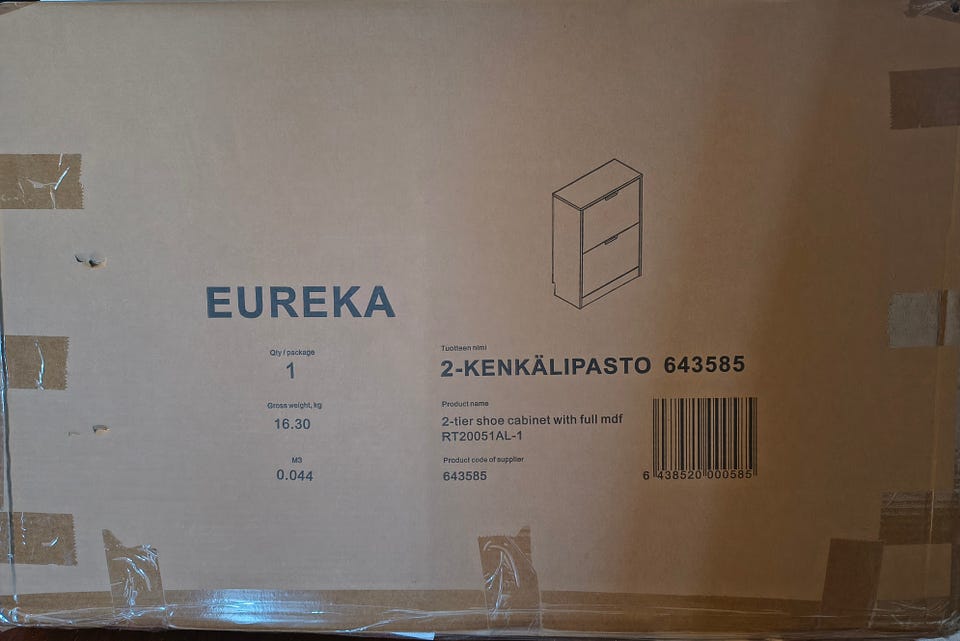 EUREKA
Qty / package
1
Gross weight, kg
16.30
M3
0.044
Tuotteen nimi
2-KENKÄLIPASTO 643585
Product name
2-tier shoe cabinet with full mdf
RT20051AL-1
Product code of supplier
643585
6 438520 000585